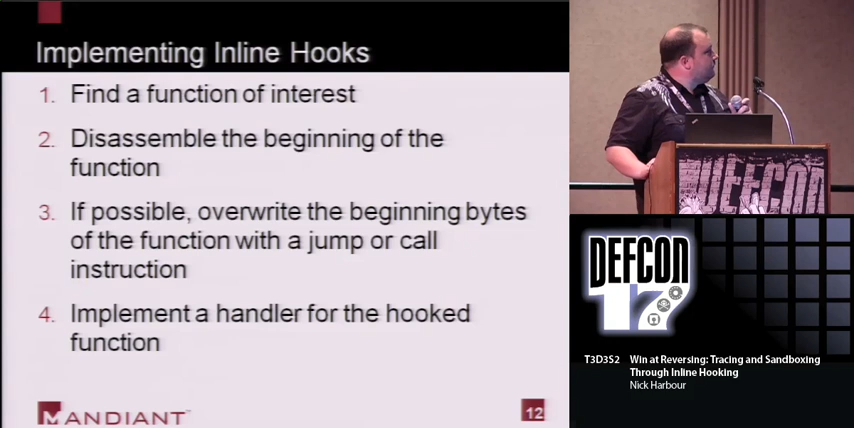 Implementing Inline Hooks
1. Find a function of interest
2. Disassemble the beginning of the
function
3. If possible, overwrite the beginning bytes
of the function with a jump or call
instruction
4. Implement a handler for the hooked
function
MANDIANT
12
DEFCON
DEFCON
17
T3D3S2 Win at Reversing: Tracing and Sandboxing
Through Inline Hooking
Nick Harbour